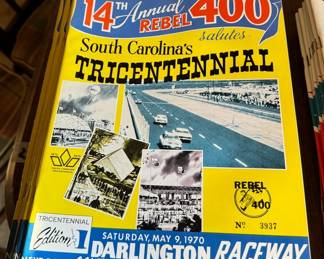 14TH Annual
REBEL 400
salutes
South Carolina's
TRICENTENNIAL
REBEL
400
No 3937
TRICENTENNIAL
Edition
SATURDAY, MAY 9, 1970
DARLINGTON RACEWAY